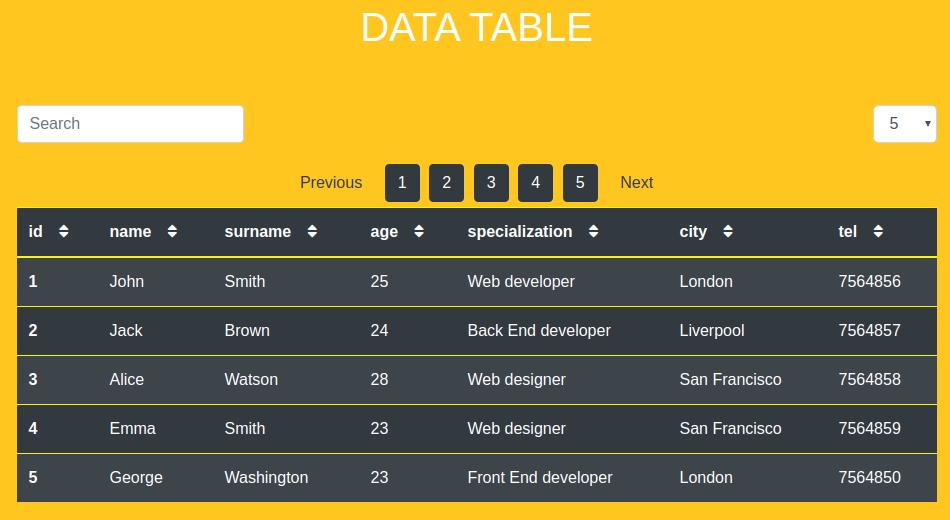 DATA TABLE
Search 5
Previous 1 2 3 4 5 Next
id name surname age specialization city tel
1 John Smith 25 Web developer London 7564856
2 Jack Brown 24 Back End developer Liverpool 7564857
3 Alice Watson 28 Web designer San Francisco 7564858
4 Emma Smith 23 Web designer San Francisco 7564859
5 George Washington 23 Front End developer London 7564850